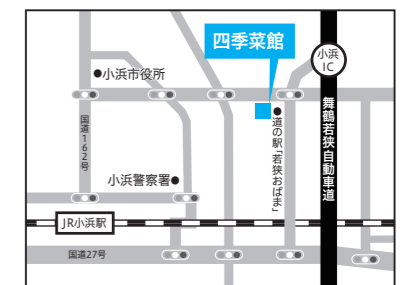 四季菜館
小浜
IC
●小浜市役所
国道162号
●道の駅「若狭おばま」
舞鶴若狭自動車道
小浜警察署●
JR小浜駅
国道27号